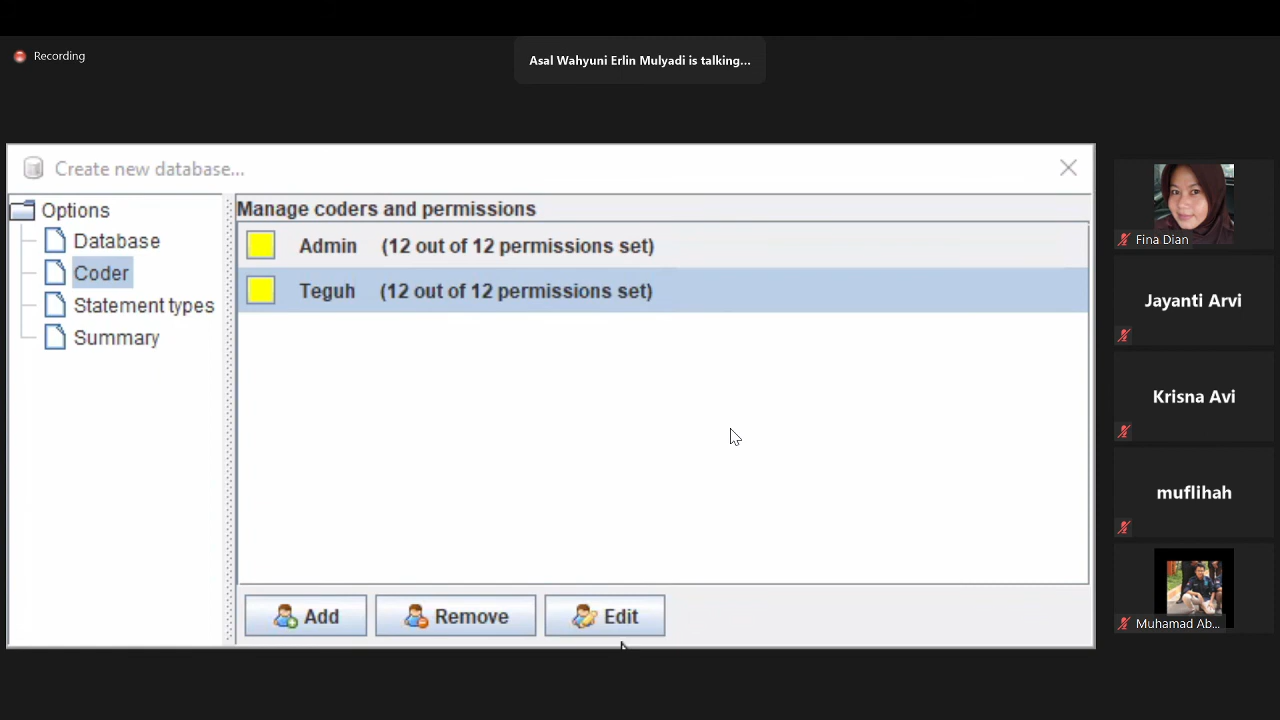 Recording
Asal Wahyuni Erlin Mulyadi is talking...
Create new database...
Options
Database
Coder
Statement types
Summary
Manage coders and permissions
Admin (12 out of 12 permissions set)
Teguh (12 out of 12 permissions set)
Add
Remove
Edit
Fina Dian
Jayanti Arvi
Krisna Avi
muflihah
Muhamad Ab...